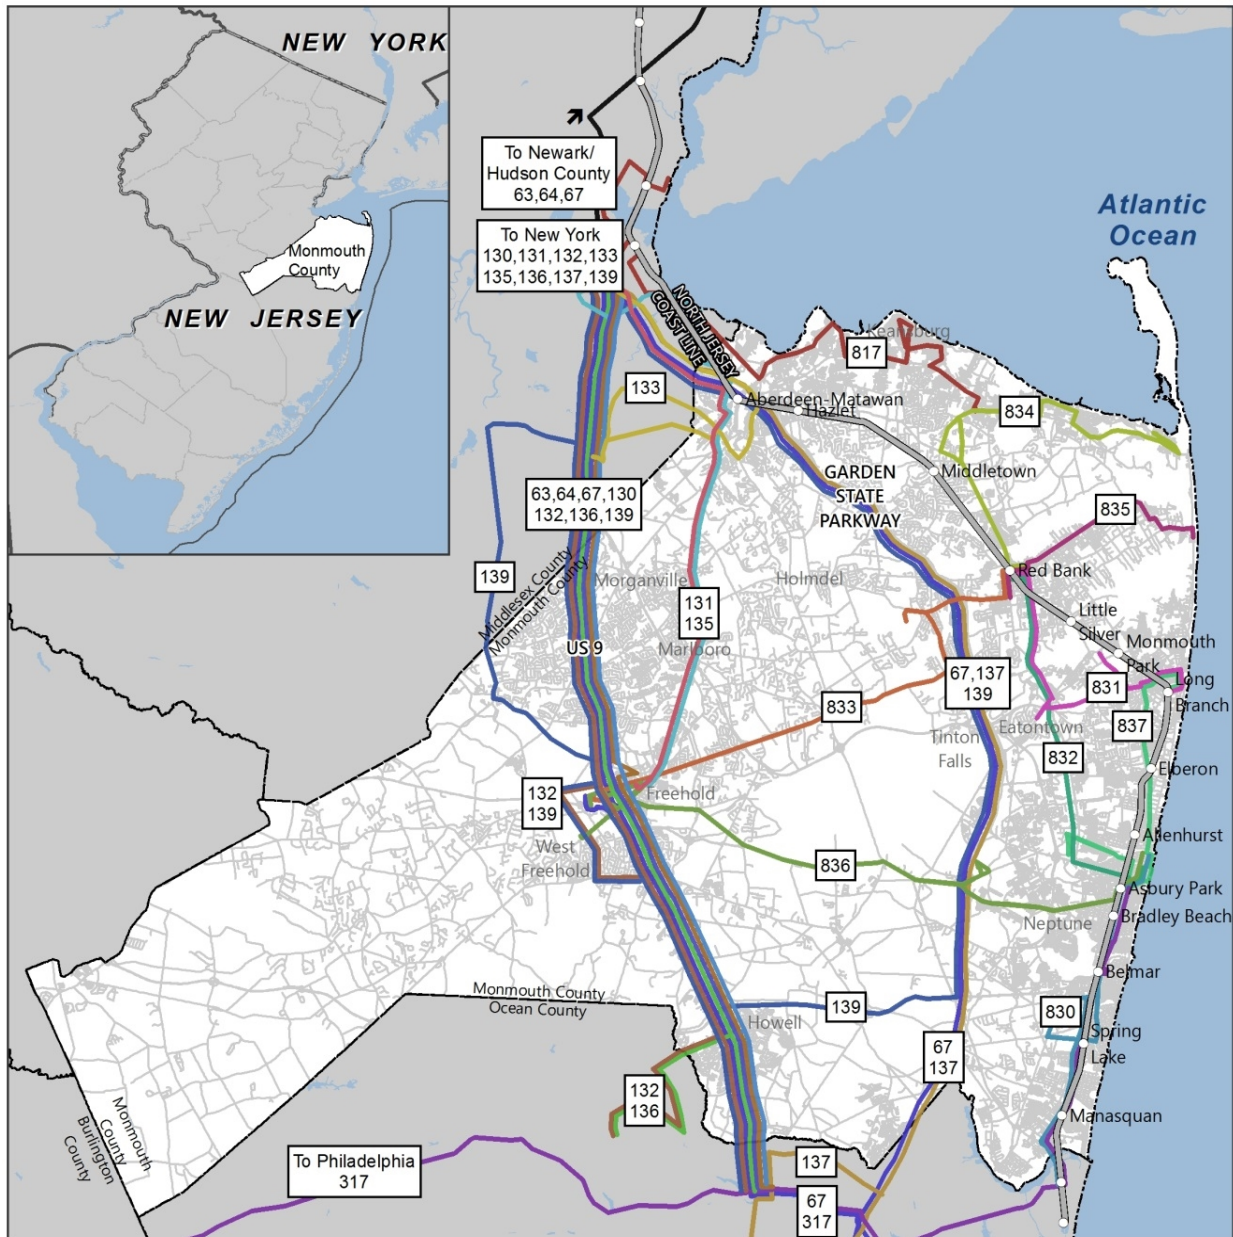 NEW YORK
Monmouth
County
NEW JERSEY
To Newark/
Hudson County
63,64,67
To New York
130,131,132,133
135,136,137,139
Atlantic
Ocean
NORTH JERSEY
COAST LINE
Keansburg
817
133
Aberdeen-Matawan
Hazlet
834
Middletown
GARDEN
STATE
PARKWAY
63,64,67,130
132,136,139
835
139
Middlesex County
Monmouth County
Morganville
Holmdel
Red Bank
131
135
Little
Silver
Monmouth
Park
US 9
Marlboro
67,137
139
831
Long
Branch
833
Tinton
Falls
Eatontown
837
832
Elberon
132
139
Freehold
Allenhurst
West
Freehold
836
Asbury Park
Neptune
Bradley Beach
Belmar
Monmouth County
Ocean County
139
Howell
830
Spring
Lake
67
137
132
136
Manasquan
Monmouth
County
Burlington
County
To Philadelphia
317
137
67
317